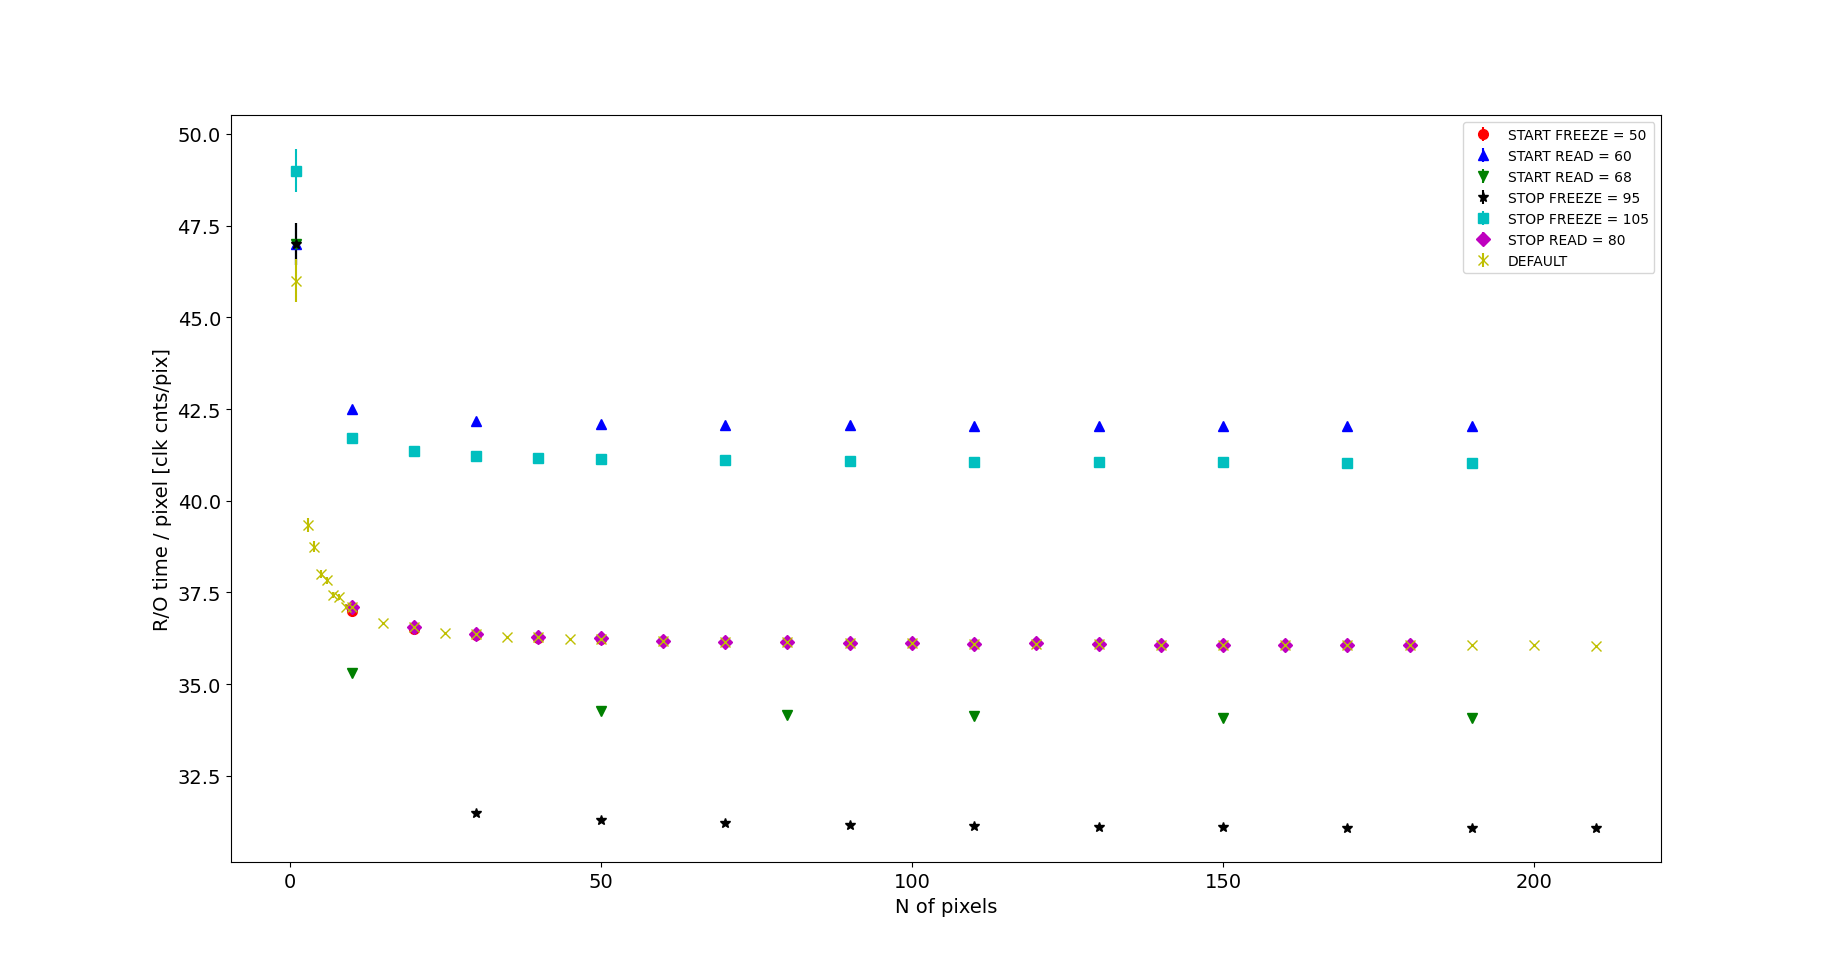 50.0
47.5
45.0
42.5
40.0
37.5
35.0
32.5
R/O time / pixel [clk cnts/pix]
START FREEZE = 50
START READ = 60
START READ = 68
STOP FREEZE = 95
STOP FREEZE = 105
STOP READ = 80
DEFAULT
0 50 100 150 200
N of pixels